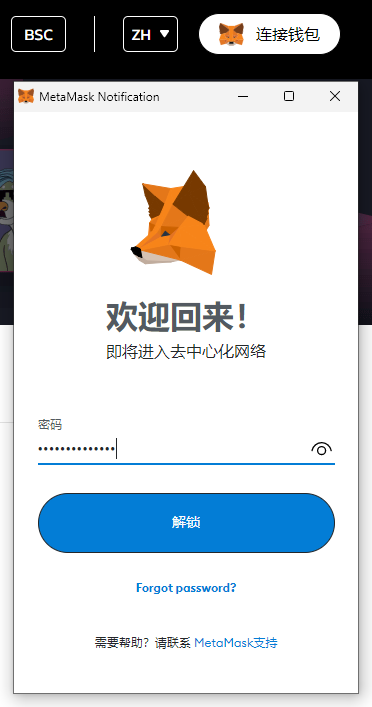 BSC
ZH
连接钱包
MetaMask Notification
欢迎回来！
即将进入去中心化网络
密码
••••••••••••••
解锁
Forgot password?
需要帮助？请联系 MetaMask支持